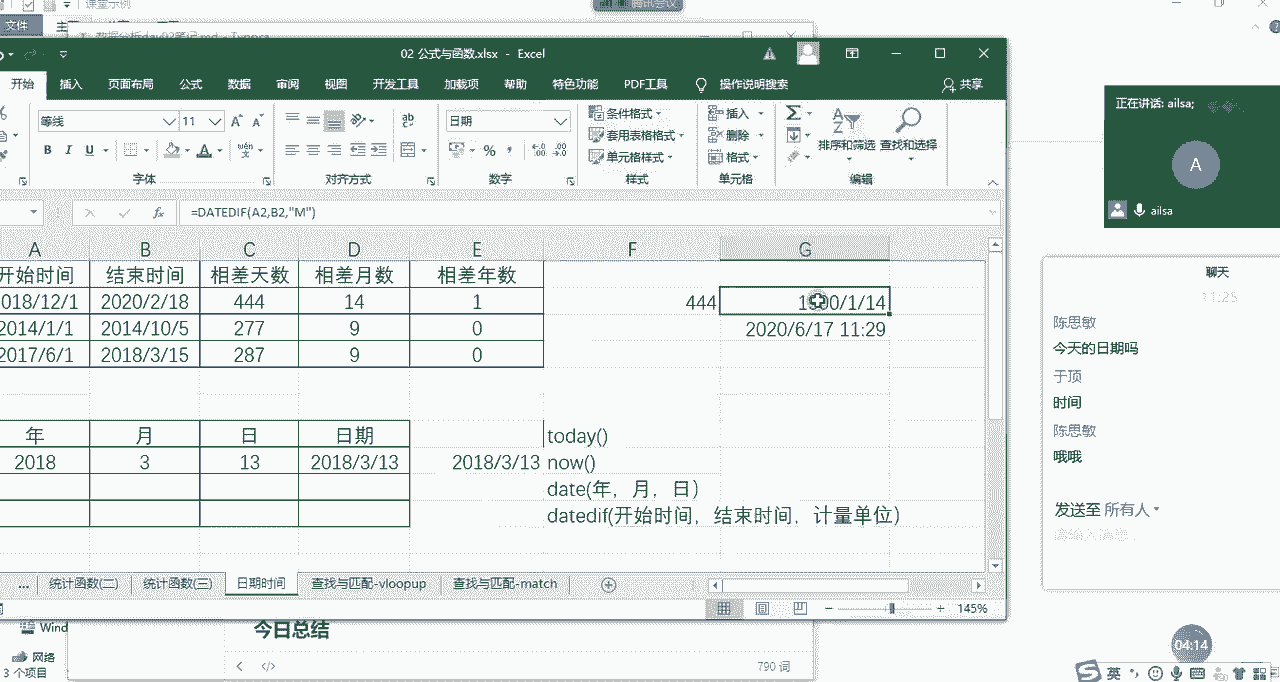 课堂示例
腾讯会议
文件
02 公式与函数.xlsx - Excel
开始 插入 页面布局 公式 数据 审阅 视图 开发工具 加载项 帮助 特色功能 PDF工具 操作说明搜索 共享
等线 11 日期 条件格式 插入
套用表格格式 删除 排序和筛选 查找和选择
B I U 单元格样式 格式
字体 对齐方式 数字 样式 单元格 编辑
=DATEDIF(A2,B2,"M")
A B C D E F G
开始时间 结束时间 相差天数 相差月数 相差年数
2018/12/1 2020/2/18 444 14 1 444 1900/1/14
2014/1/1 2014/10/5 277 9 0 2020/6/17 11:29
2017/6/1 2018/3/15 287 9 0
年 月 日 日期 today()
2018 3 13 2018/3/13 2018/3/13 now()
date(年，月，日)
datedif(开始时间，结束时间，计量单位)
... 统计函数(二) 统计函数(三) 日期时间 查找与匹配-vloopup 查找与匹配-match
145%
Wind
今日总结
网络
3 个项目
790 词
正在讲话: ailsa;
A
ailsa
聊天
11:25
陈思敏
今天的日期吗
于顶
时间
陈思敏
哦哦
发送至 所有人
请输入消息...
04:14
英